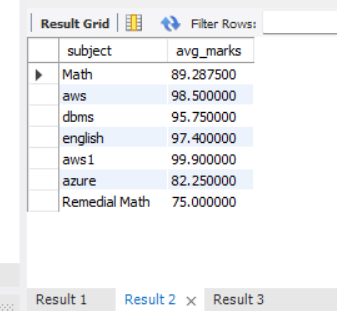 Result Grid Filter Rows:
subject avg_marks
Math 89.287500
aws 98.500000
dbms 95.750000
english 97.400000
aws1 99.900000
azure 82.250000
Remedial Math 75.000000
Result 1 Result 2 × Result 3